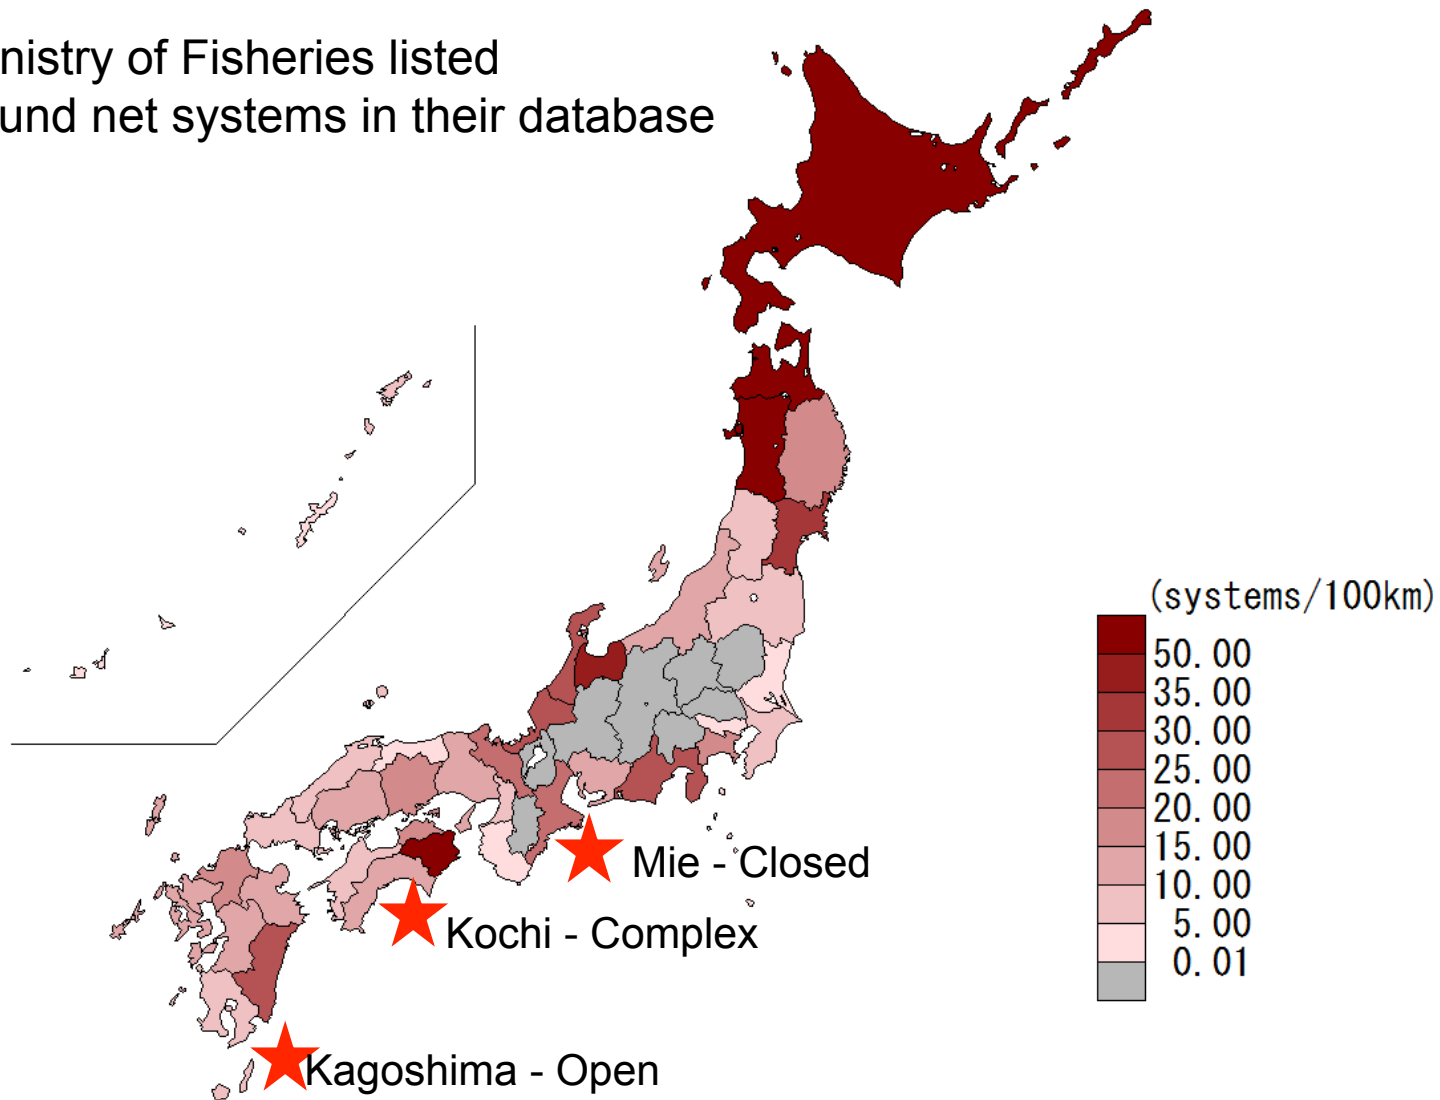 nistry of Fisheries listed
und net systems in their database
(systems/100km)
50.00
35.00
30.00
25.00
20.00
15.00
10.00
5.00
0.01
Mie - Closed
Kochi - Complex
Kagoshima - Open